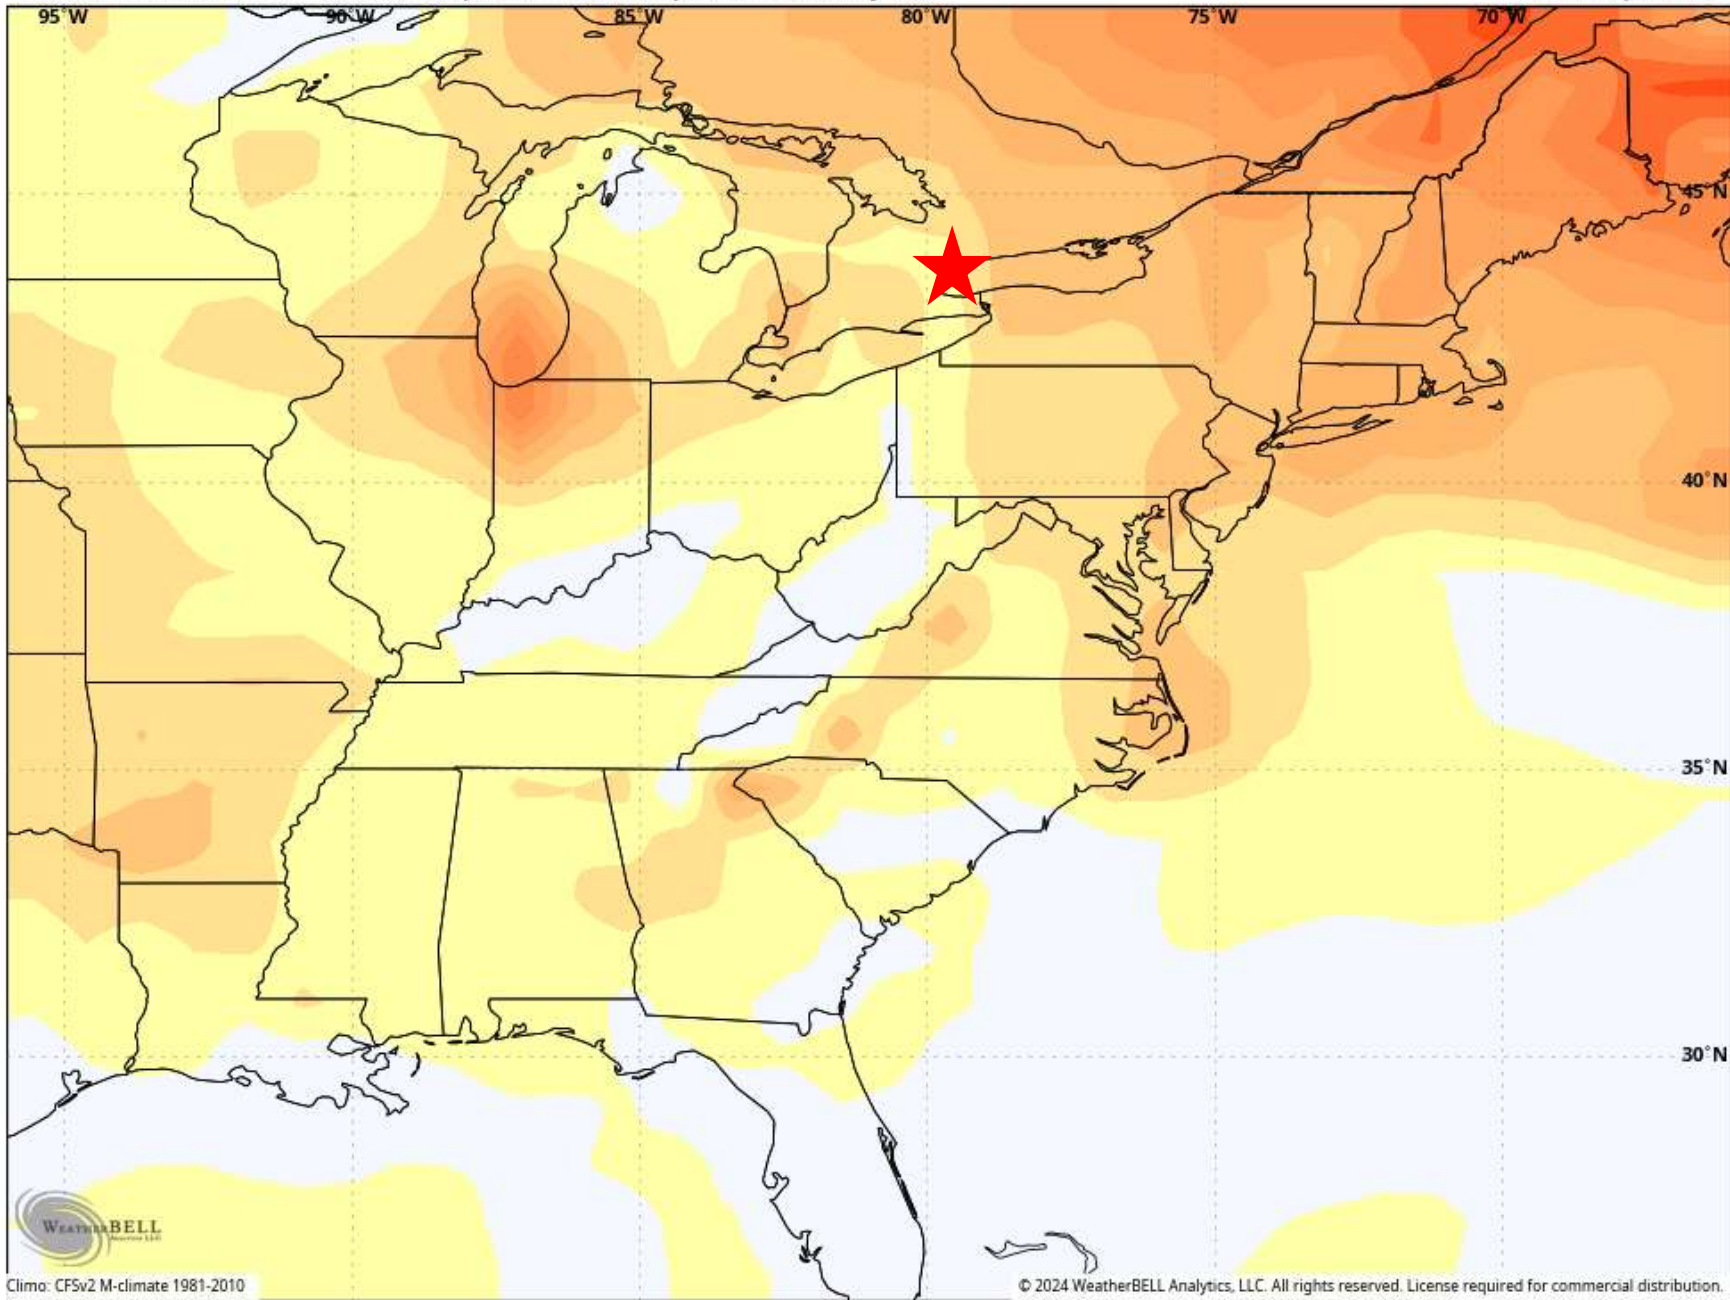 95°W 90°W 85°W 80°W 75°W 70°W
45°N
40°N
35°N
30°N
WEATHERBELL
Climo: CFSv2 M-climate 1981-2010
© 2024 WeatherBELL Analytics, LLC. All rights reserved. License required for commercial distribution.